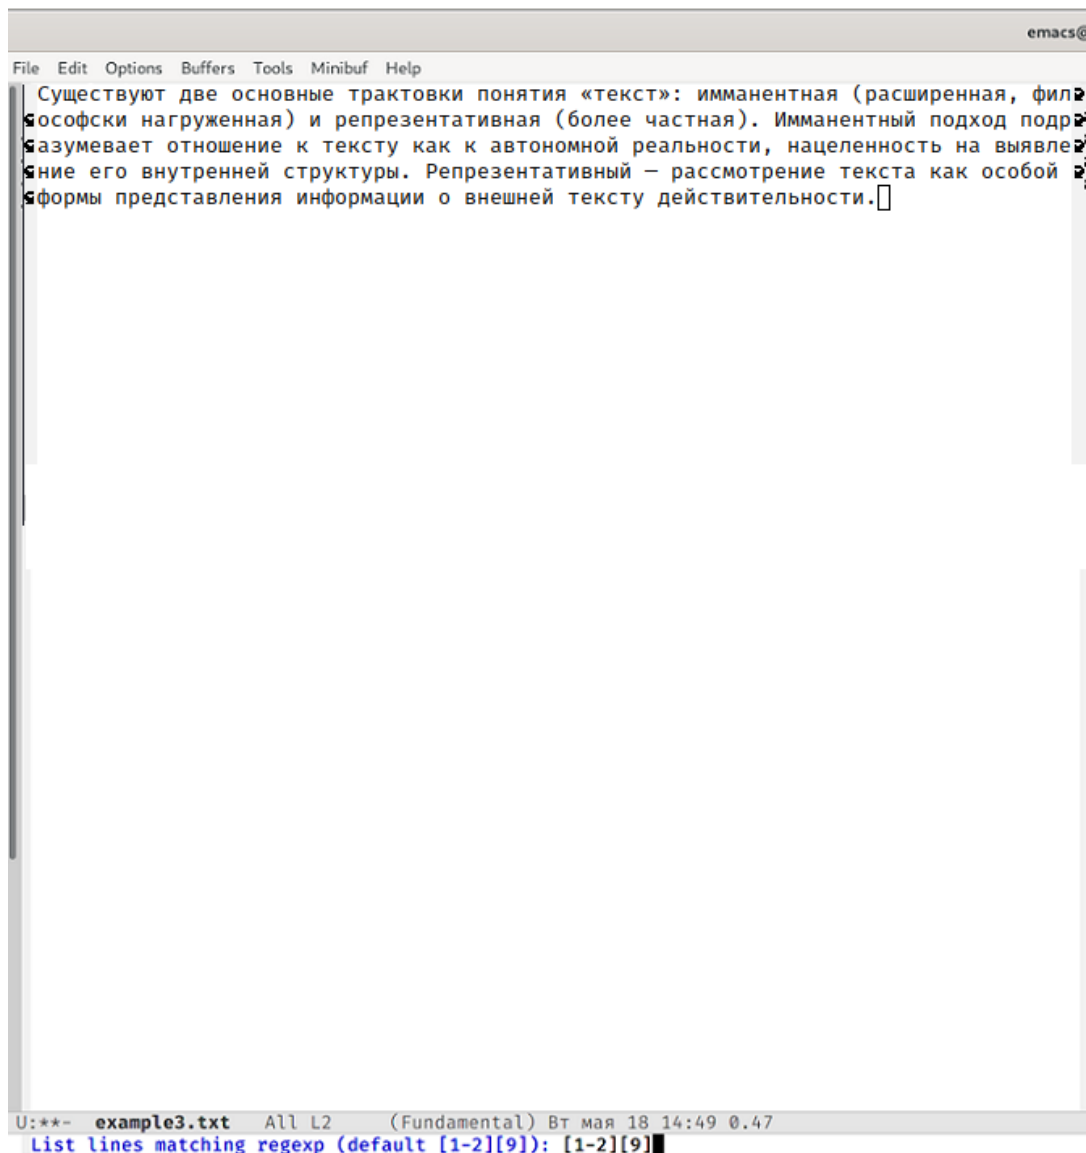 emacs@
File Edit Options Buffers Tools Minibuf Help
Существуют две основные трактовки понятия «текст»: имманентная (расширенная, фил
ософски нагруженная) и репрезентативная (более частная). Имманентный подход подр
азумевает отношение к тексту как к автономной реальности, нацеленность на выявле
ние его внутренней структуры. Репрезентативный — рассмотрение текста как особой
формы представления информации о внешней тексту действительности.
U:**- example3.txt All L2 (Fundamental) Вт мая 18 14:49 0.47
List lines matching regexp (default [1-2][9]): [1-2][9]